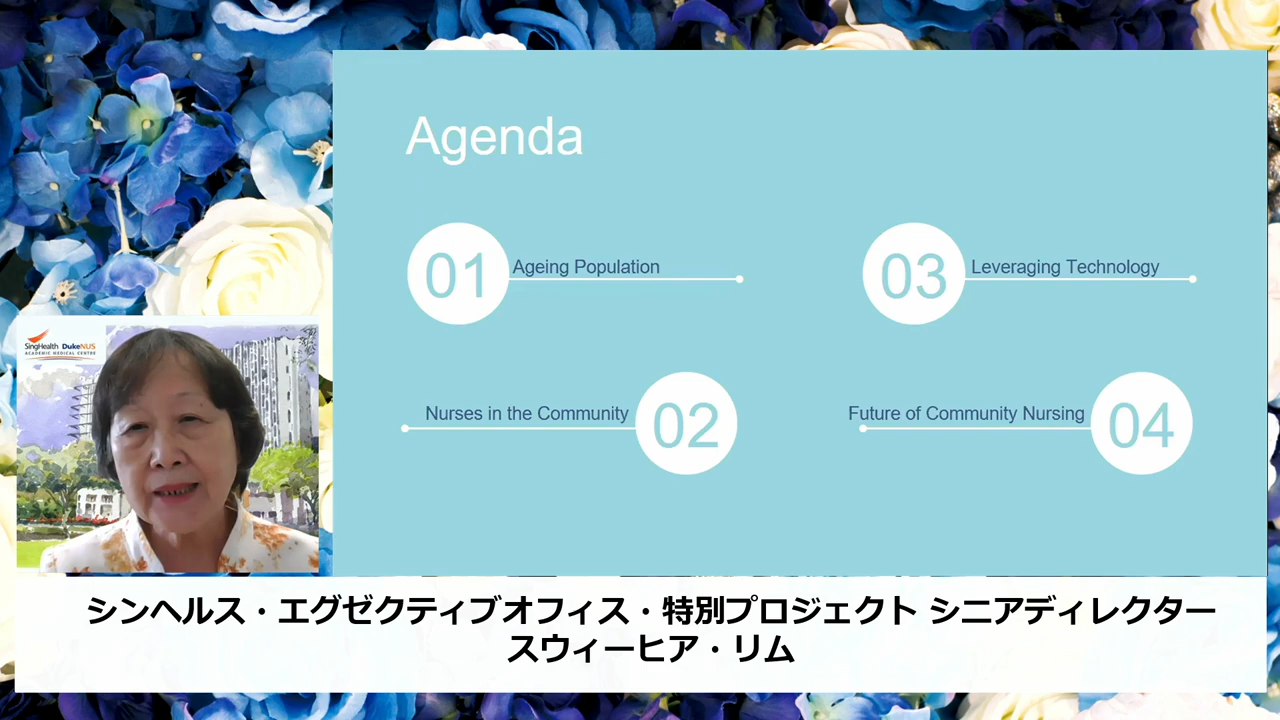 Agenda
01 Ageing Population
Nurses in the Community 02
03 Leveraging Technology
Future of Community Nursing 04
SingHealth DukeNUS
ACADEMIC MEDICAL CENTRE
シンヘルス・エグゼクティブオフィス・特別プロジェクト シニアディレクター
スウィーヒア・リム